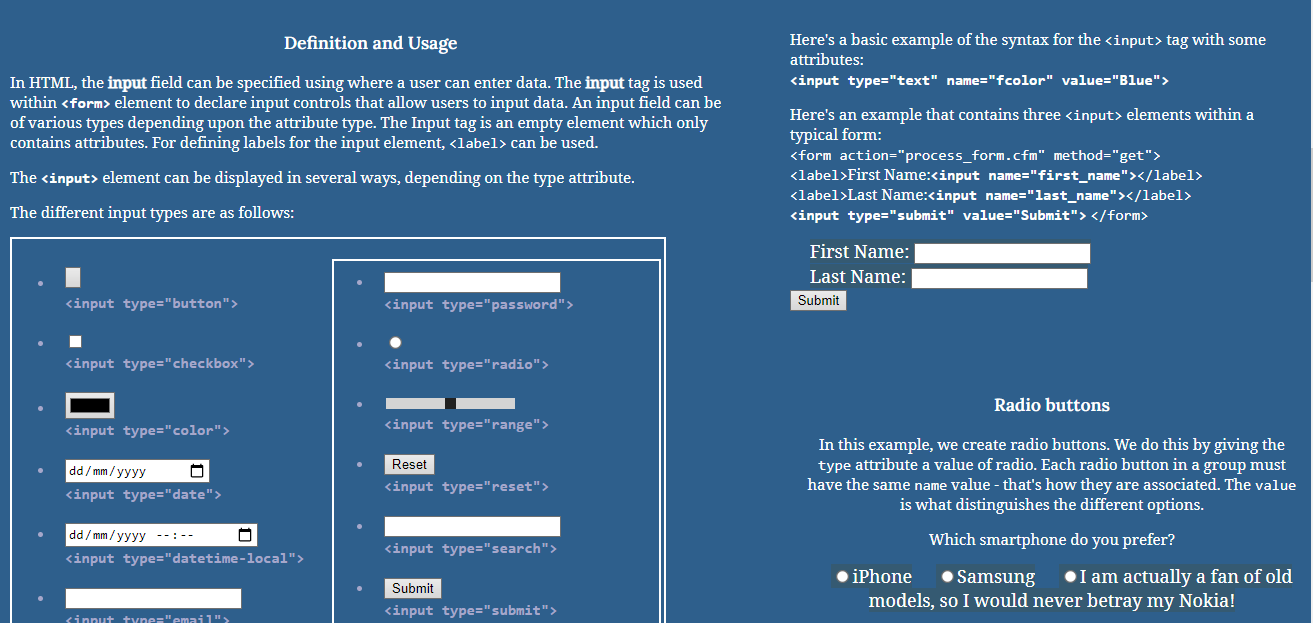 Definition and Usage
In HTML, the input field can be specified using where a user can enter data. The input tag is used
within <form> element to declare input controls that allow users to input data. An input field can be
of various types depending upon the attribute type. The Input tag is an empty element which only
contains attributes. For defining labels for the input element, <label> can be used.
The <input> element can be displayed in several ways, depending on the type attribute.
The different input types are as follows:
<input type="button">
<input type="checkbox">
<input type="color">
dd/mm/yyyy
<input type="date">
dd/mm/yyyy --:--
<input type="datetime-local">
<input type="email">
<input type="password">
<input type="radio">
<input type="range">
Reset
<input type="reset">
<input type="search">
Submit
<input type="submit">
Here's a basic example of the syntax for the <input> tag with some
attributes:
<input type="text" name="fcolor" value="Blue">
Here's an example that contains three <input> elements within a
typical form:
<form action="process_form.cfm" method="get">
<label>First Name:<input name="first_name"></label>
<label>Last Name:<input name="last_name"></label>
<input type="submit" value="Submit"> </form>
First Name:
Last Name:
Submit
Radio buttons
In this example, we create radio buttons. We do this by giving the
type attribute a value of radio. Each radio button in a group must
have the same name value - that's how they are associated. The value
is what distinguishes the different options.
Which smartphone do you prefer?
iPhone Samsung I am actually a fan of old
models, so I would never betray my Nokia!